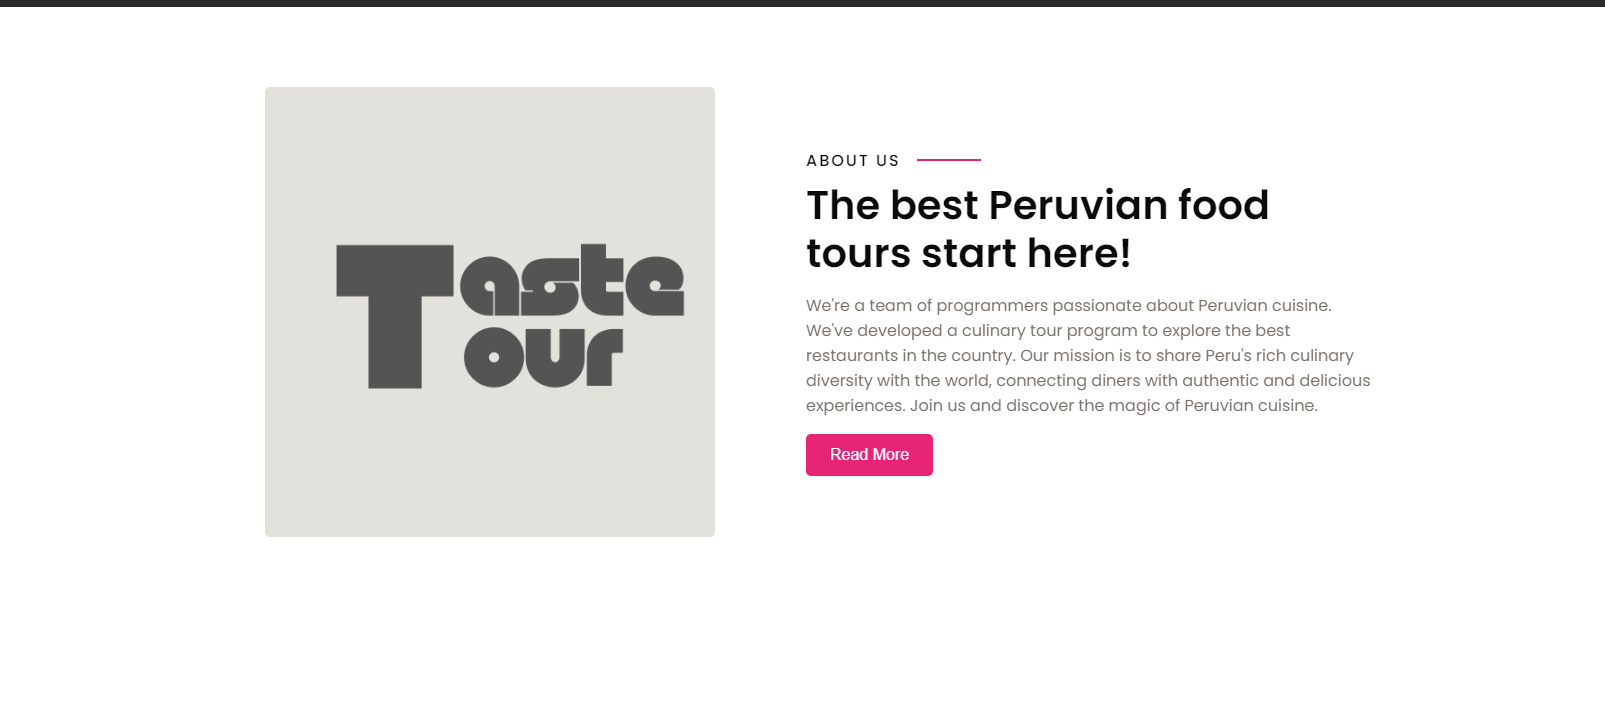 Taste
Tour
ABOUT US
The best Peruvian food
tours start here!
We're a team of programmers passionate about Peruvian cuisine.
We've developed a culinary tour program to explore the best
restaurants in the country. Our mission is to share Peru's rich culinary
diversity with the world, connecting diners with authentic and delicious
experiences. Join us and discover the magic of Peruvian cuisine.
Read More